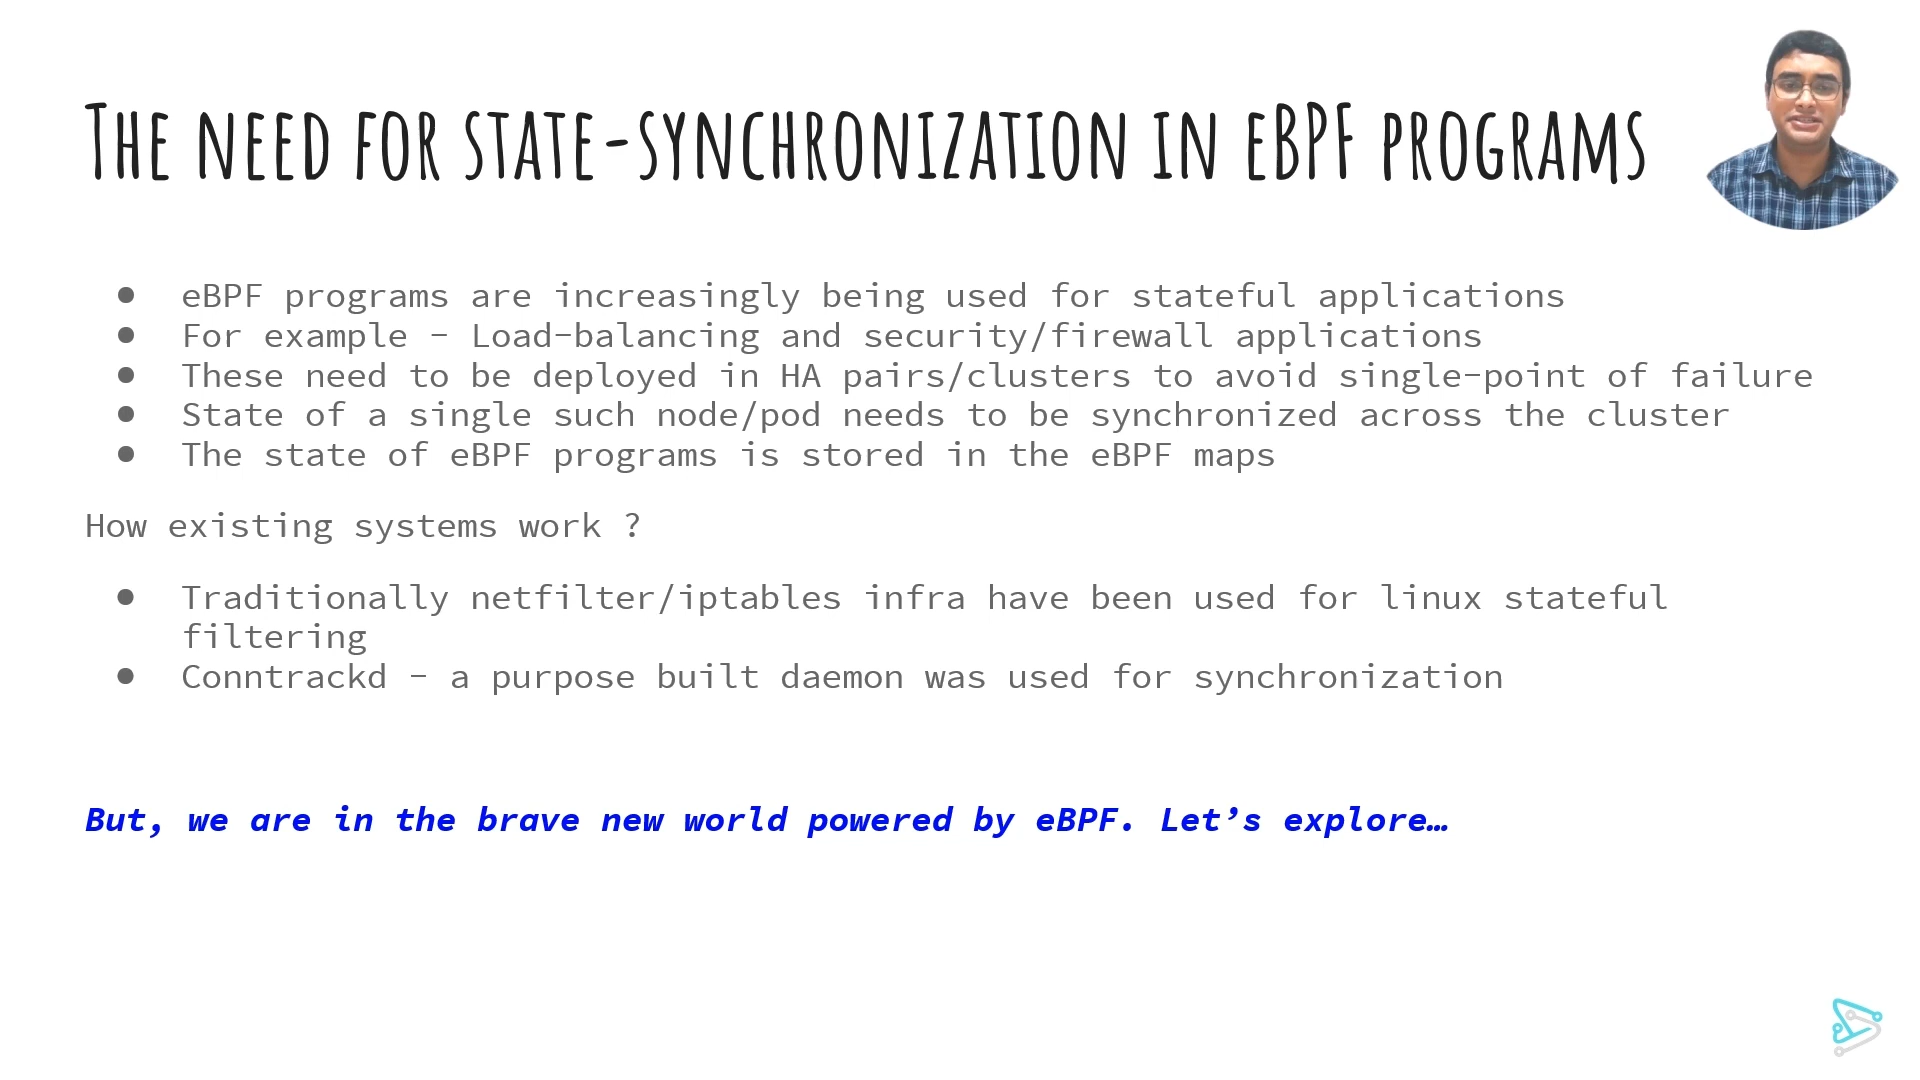 The need for state-synchronization in eBPF programs
● eBPF programs are increasingly being used for stateful applications
● For example - Load-balancing and security/firewall applications
● These need to be deployed in HA pairs/clusters to avoid single-point of failure
● State of a single such node/pod needs to be synchronized across the cluster
● The state of eBPF programs is stored in the eBPF maps
How existing systems work ?
● Traditionally netfilter/iptables infra have been used for linux stateful
filtering
● Conntrackd - a purpose built daemon was used for synchronization
But, we are in the brave new world powered by eBPF. Let’s explore…